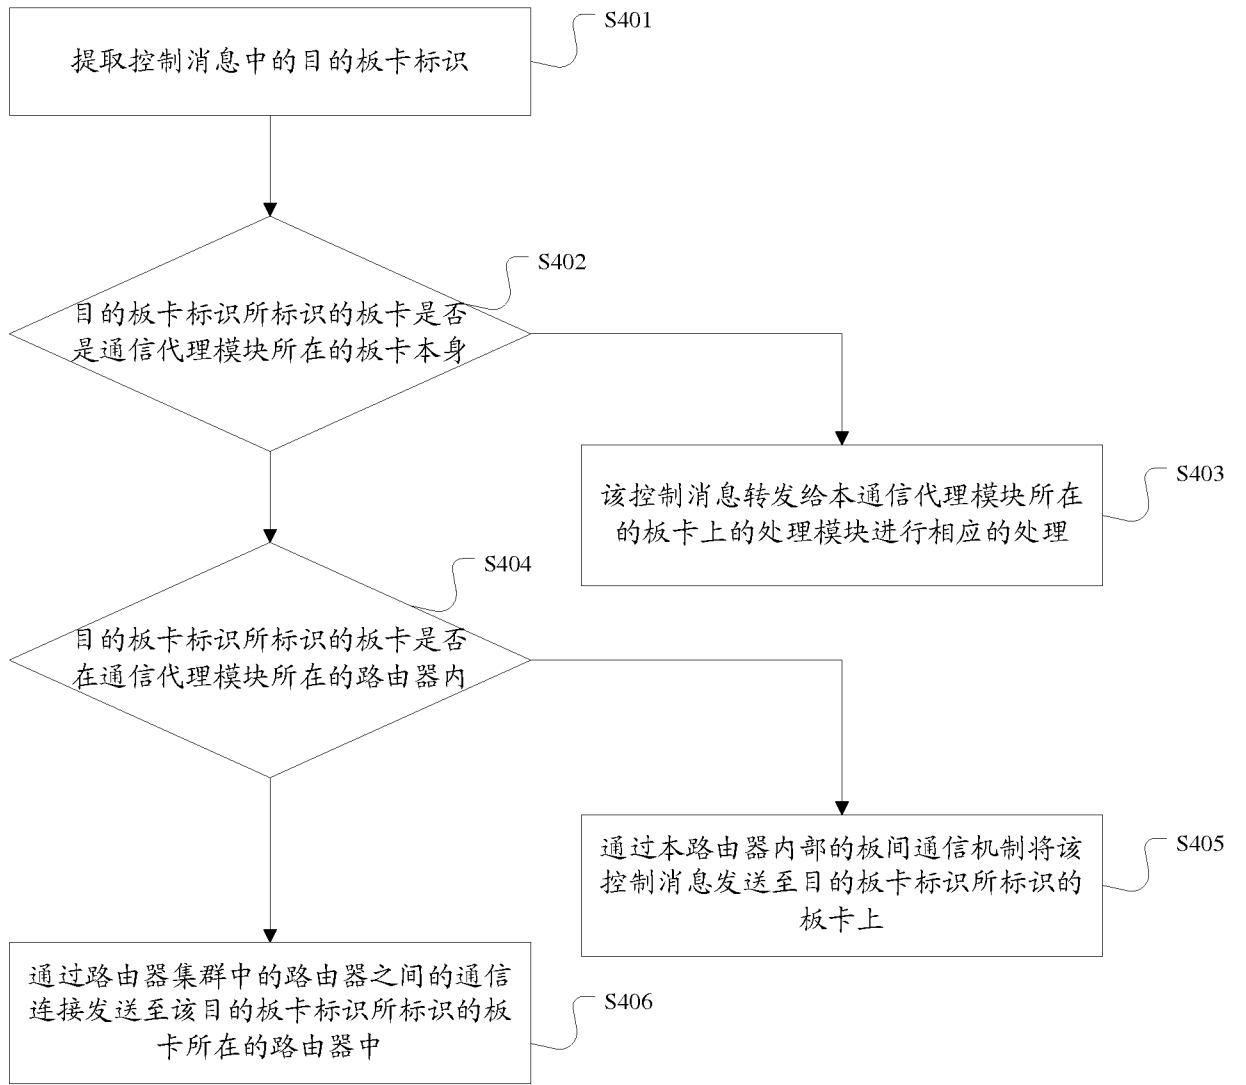 S401
提取控制消息中的目的板卡标识
S402
目的板卡标识所标识的板卡是否
是通信代理模块所在的板卡本身
S403
该控制消息转发给本通信代理模块所在
的板卡上的处理模块进行相应的处理
S404
目的板卡标识所标识的板卡是否
在通信代理模块所在的路由器内
S405
通过本路由器内部的板间通信机制将该
控制消息发送至目的板卡标识所标识的
板卡上
通过路由器集群中的路由器之间的通信
连接发送至该目的板卡标识所标识的板
卡所在的路由器中
S406